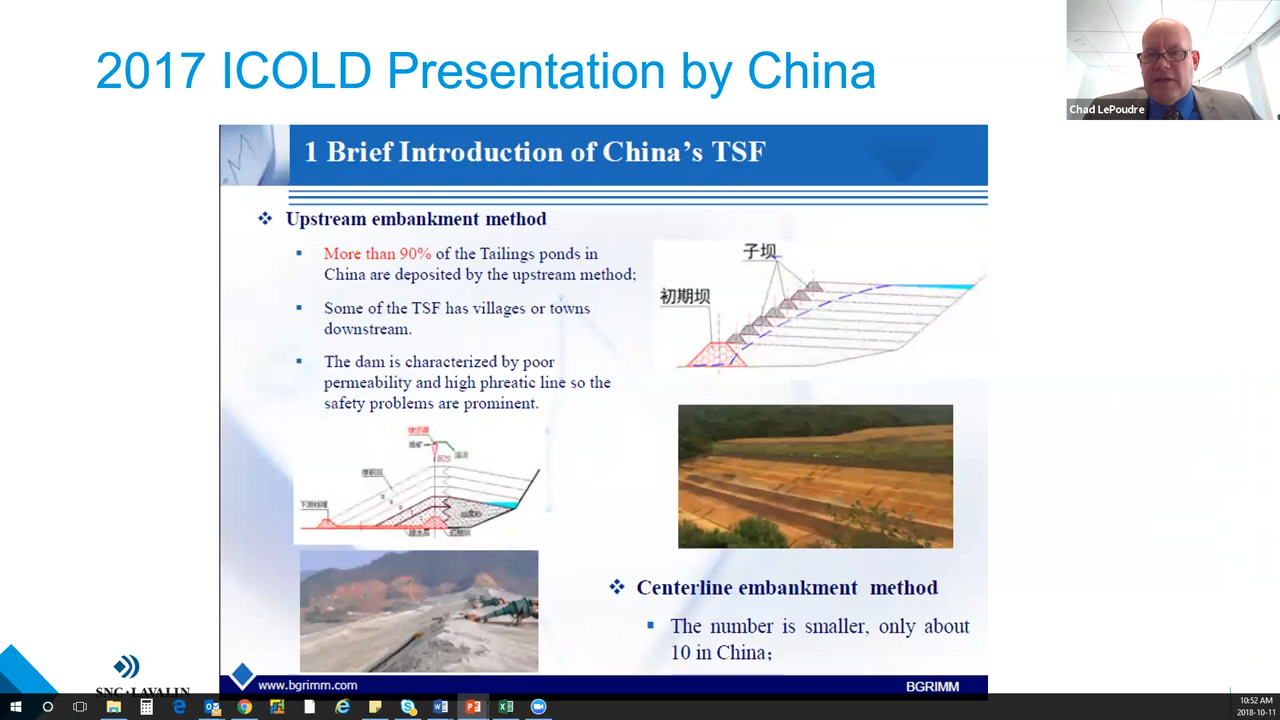 2017 ICOLD Presentation by China
Chad LePoudre
1 Brief Introduction of China's TSF
Upstream embankment method
More than 90% of the Tailings ponds in
China are deposited by the upstream method;
Some of the TSF has villages or towns
downstream.
The dam is characterized by poor
permeability and high phreatic line so the
safety problems are prominent.
子坝
初期坝
Centerline embankment method
The number is smaller, only about
10 in China;
www.bgrimm.com
BGRIMM
SNC·LAVALIN
10:52 AM
2018-10-11